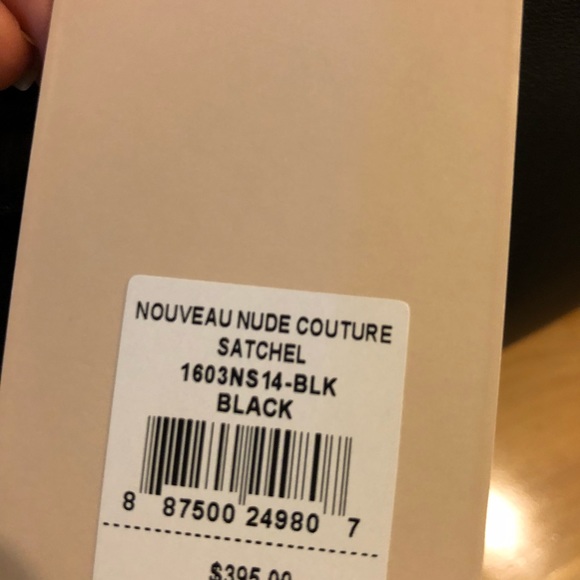 NOUVEAU NUDE COUTURE
SATCHEL
1603NS14-BLK
BLACK
8 87500 24980 7
$395.00